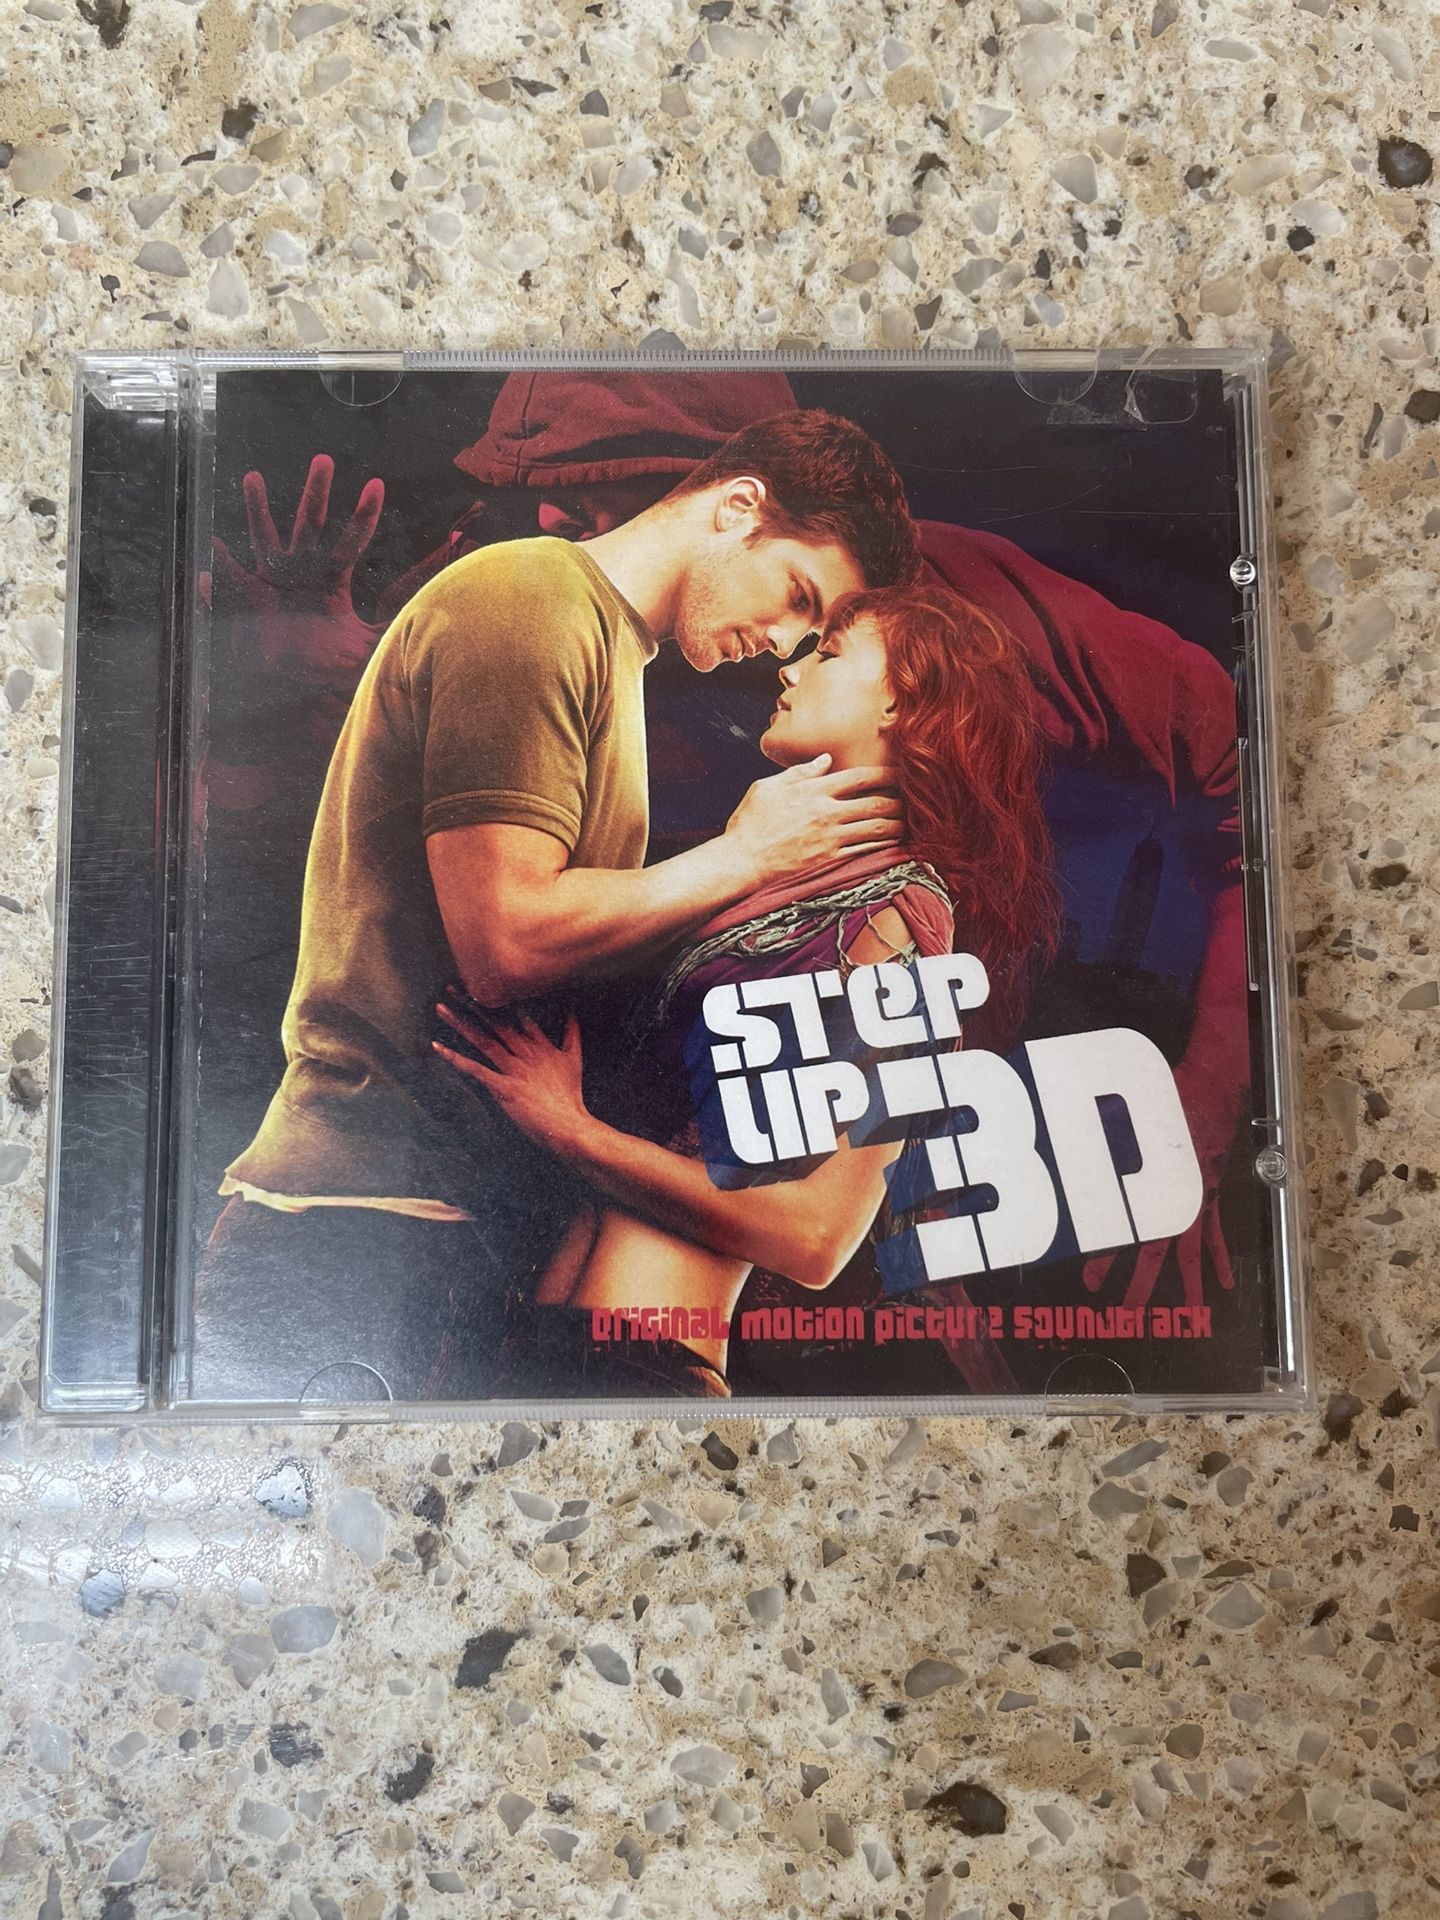 STEP
UP 3D
ORIGINAL MOTION PICTURE SOUNDTRACK